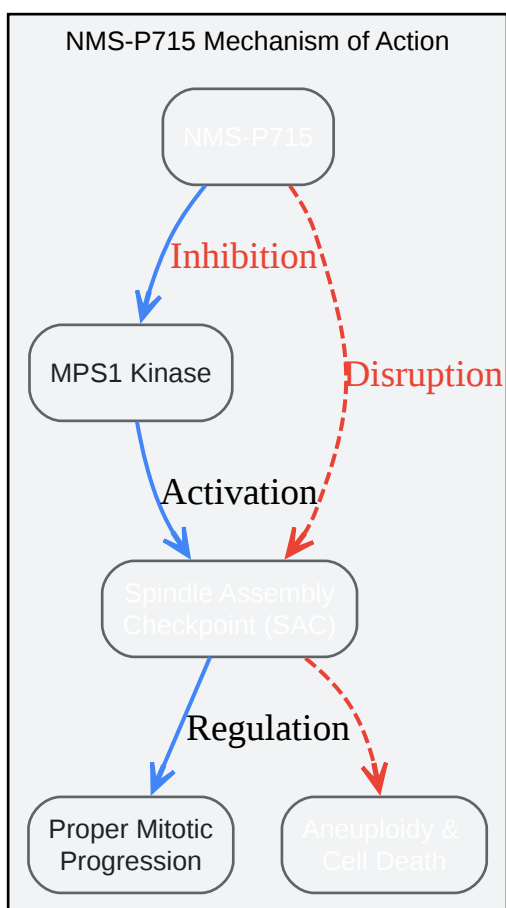 NMS-P715 Mechanism of Action
NMS-P715
Inhibition
MPS1 Kinase
Disruption
Activation
Spindle Assembly
Checkpoint (SAC)
Regulation
Proper Mitotic
Progression
Aneuploidy &
Cell Death